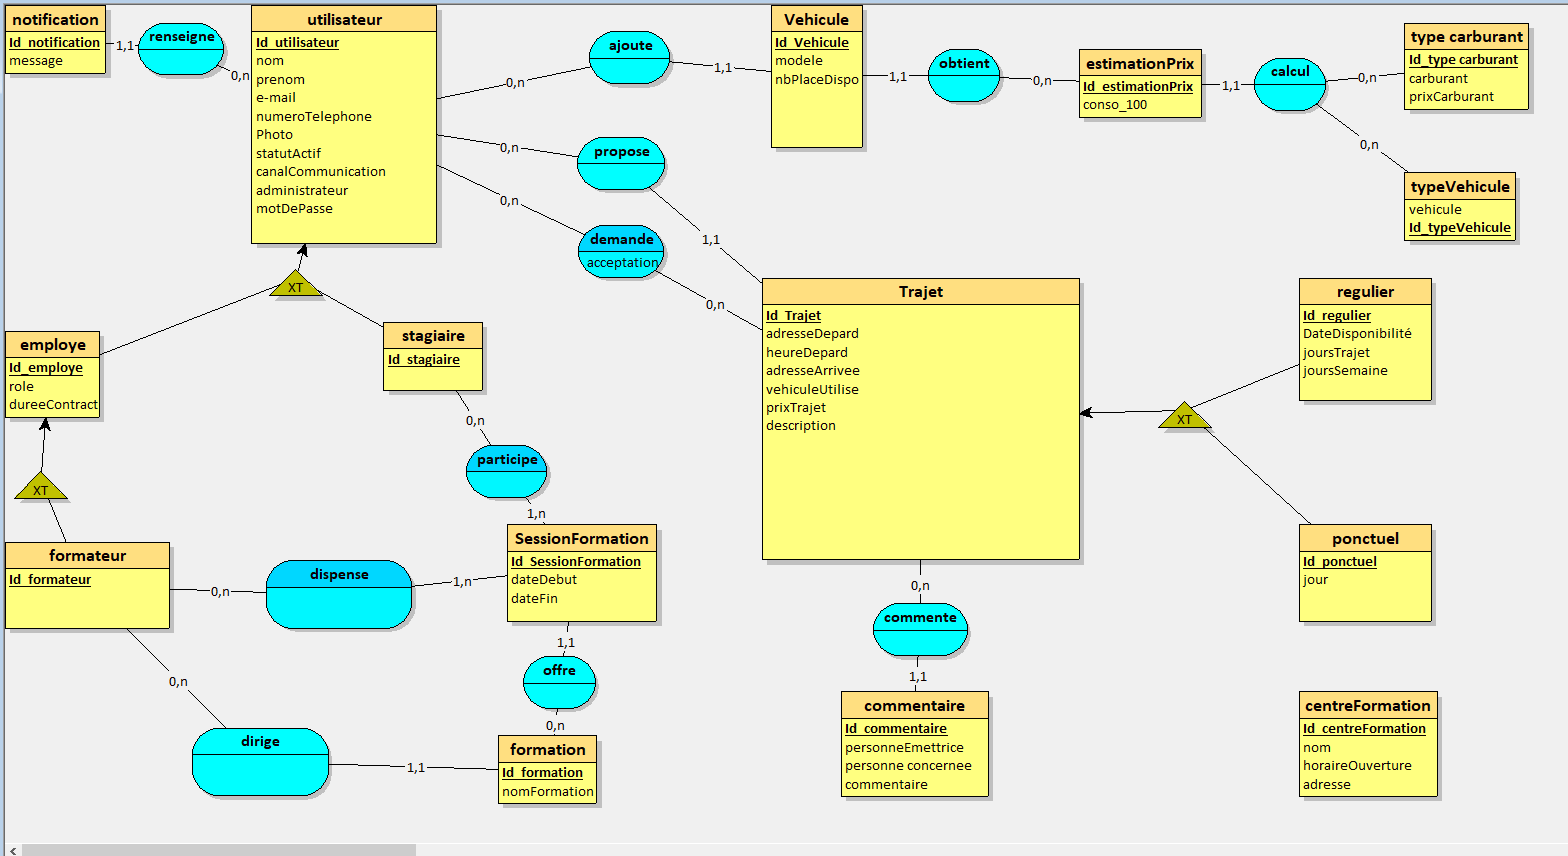 notification
Id_notification
message
1,1
renseigne
0,n
utilisateur
Id_utilisateur
nom
prenom
e-mail
numeroTelephone
Photo
statutActif
canalCommunication
administrateur
motDePasse
0,n
ajoute
1,1
Vehicule
Id_Vehicule
modele
nbPlaceDispo
1,1
obtient
0,n
estimationPrix
Id_estimationPrix
conso_100
1,1
calcul
0,n
type carburant
Id_type carburant
carburant
prixCarburant
0,n
typeVehicule
vehicule
Id_typeVehicule
0,n
propose
1,1
0,n
demande
acceptation
0,n
XT
employe
Id_employe
role
dureeContract
stagiaire
Id_stagiaire
0,n
participe
1,n
Trajet
Id_Trajet
adresseDepard
heureDepard
adresseArrivee
vehiculeUtilise
prixTrajet
description
XT
regulier
Id_regulier
DateDisponibilité
joursTrajet
joursSemaine
ponctuel
Id_ponctuel
jour
XT
formateur
Id_formateur
0,n
dispense
1,n
SessionFormation
Id_SessionFormation
dateDebut
dateFin
1,1
offre
0,n
0,n
dirige
1,1
formation
Id_formation
nomFormation
0,n
commente
1,1
commentaire
Id_commentaire
personneEmettrice
personne concernee
commentaire
centreFormation
Id_centreFormation
nom
horaireOuverture
adresse